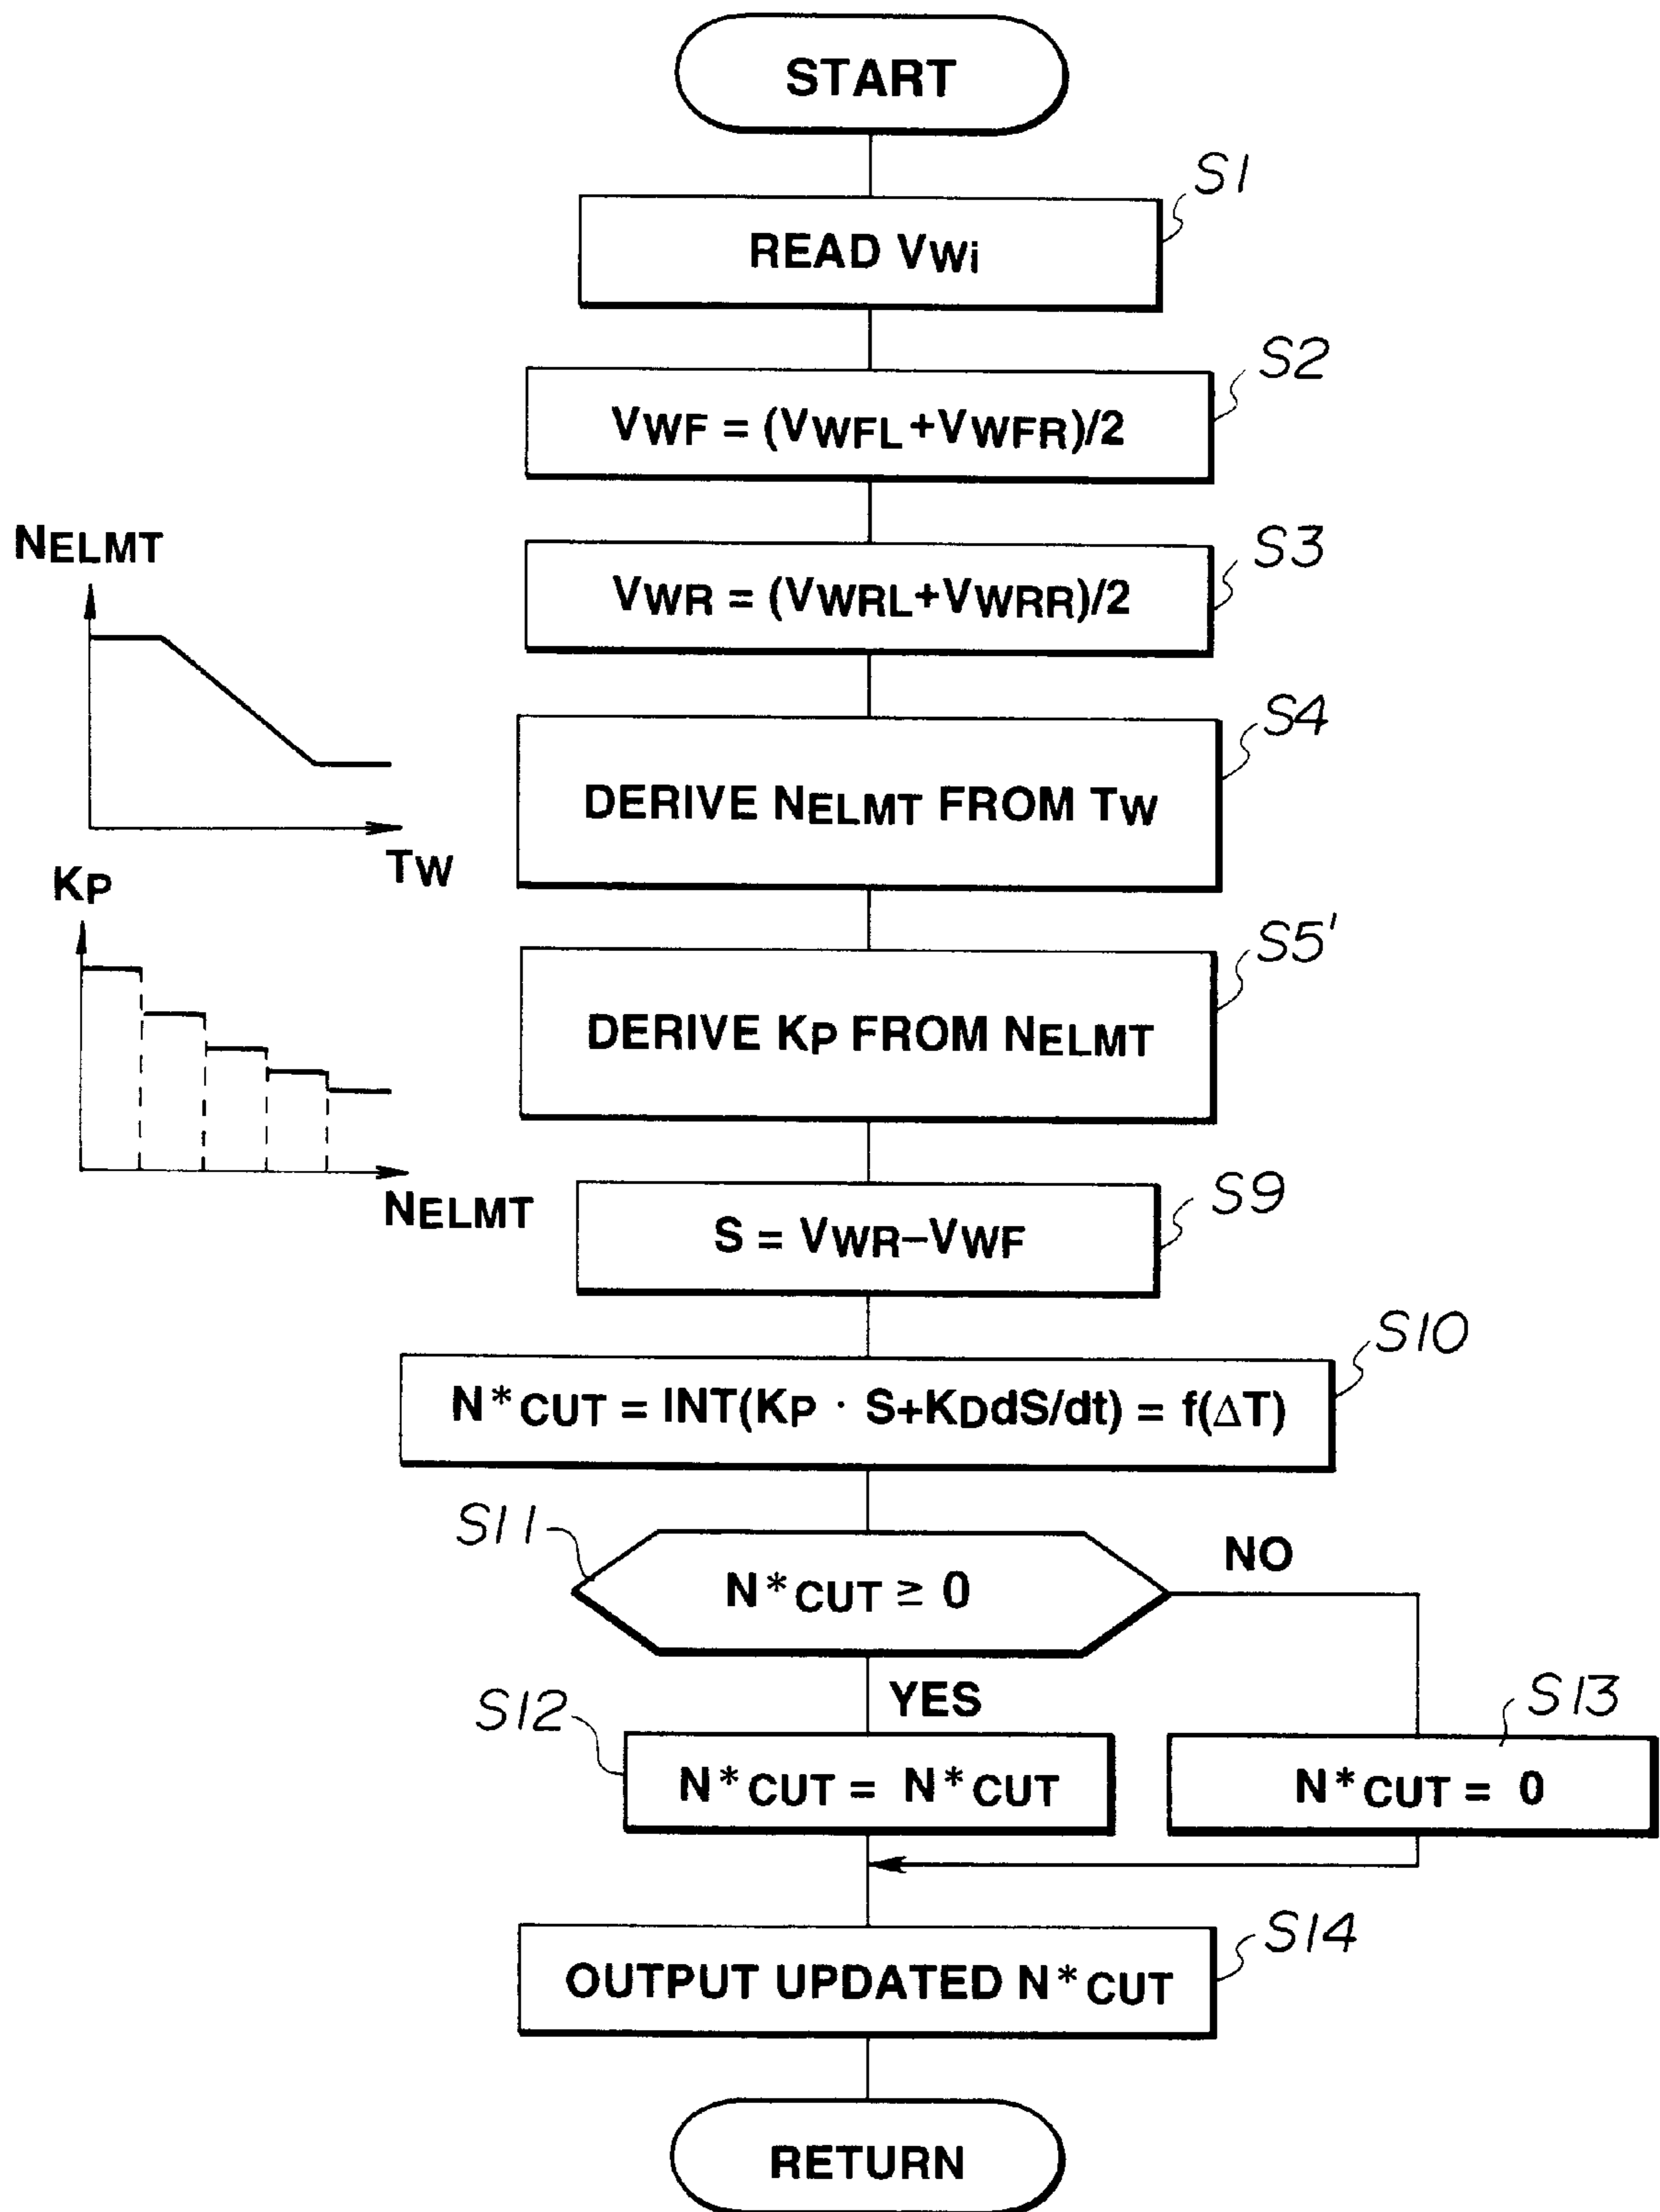 START
S1
READ VWi
S2
VWF = (VWFL+VWFR)/2
S3
VWR = (VWRL+VWRR)/2
NELMT
TW
S4
DERIVE NELMT FROM TW
KP
NELMT
S5'
DERIVE KP FROM NELMT
S9
S = VWR–VWF
S10
N*CUT = INT(KP · S+KDdS/dt) = f(ΔT)
S11
N*CUT ≥ 0
NO
YES
S12
N*CUT = N*CUT
S13
N*CUT = 0
S14
OUTPUT UPDATED N*CUT
RETURN